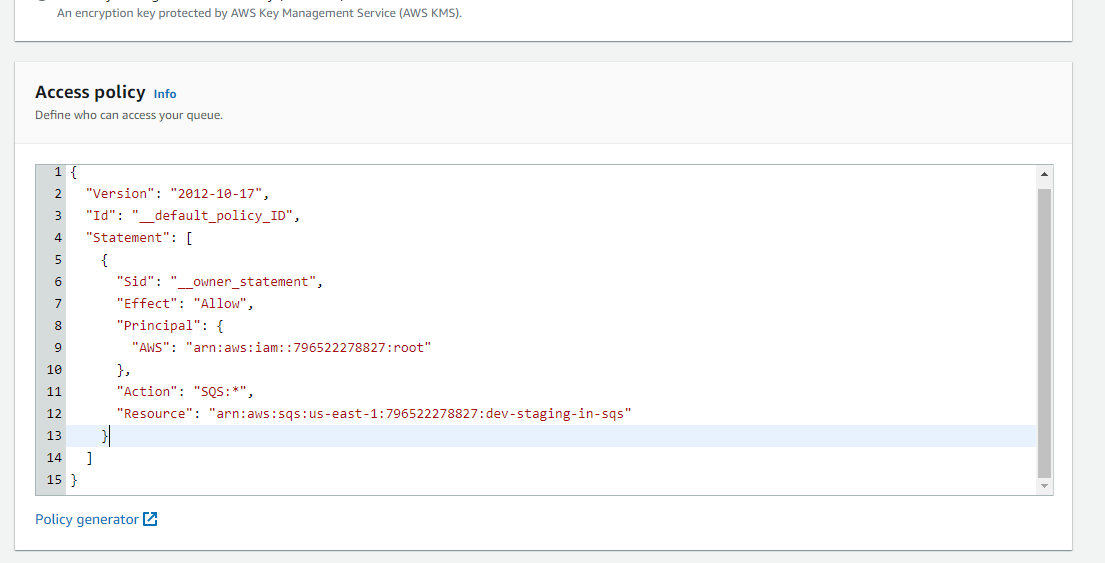 An encryption key protected by AWS Key Management Service (AWS KMS).
Access policy Info
Define who can access your queue.
1 {
2 "Version": "2012-10-17",
3 "Id": "__default_policy_ID",
4 "Statement": [
5 {
6 "Sid": "__owner_statement",
7 "Effect": "Allow",
8 "Principal": {
9 "AWS": "arn:aws:iam::796522278827:root"
10 },
11 "Action": "SQS:*",
12 "Resource": "arn:aws:sqs:us-east-1:796522278827:dev-staging-in-sqs"
13 }
14 ]
15 }
Policy generator